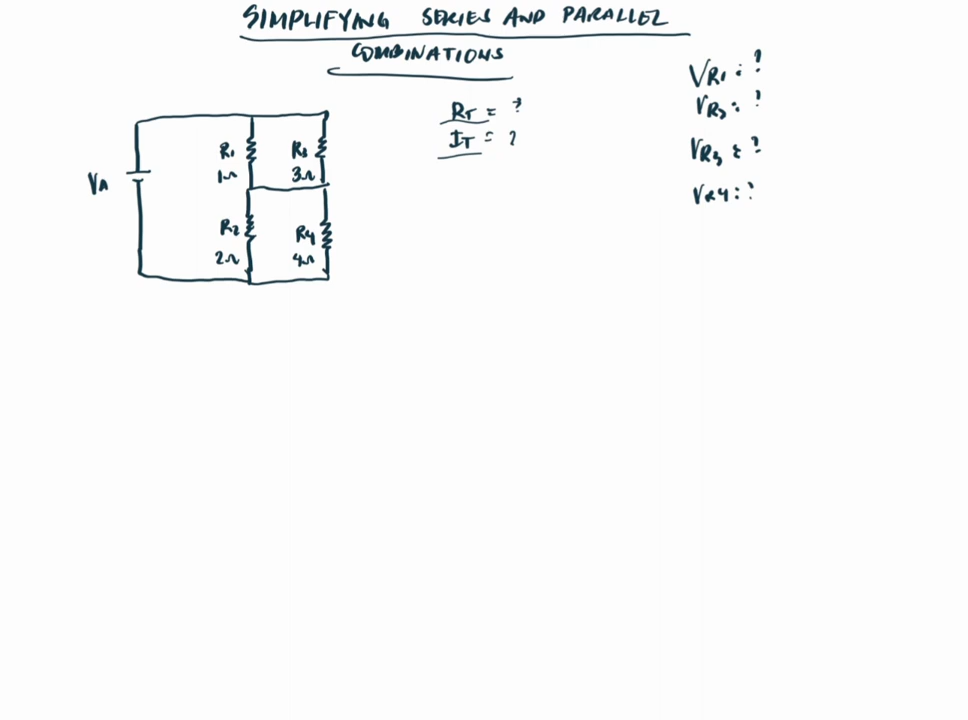 SIMPLIFYING SERIES AND PARALLEL
COMBINATIONS
RT = ?
IT = ?
VR1 : ?
VR2 : ?
VR3 : ?
VR4 : ?
VA
R1
1Ω
R3
3Ω
R2
2Ω
R4
4Ω